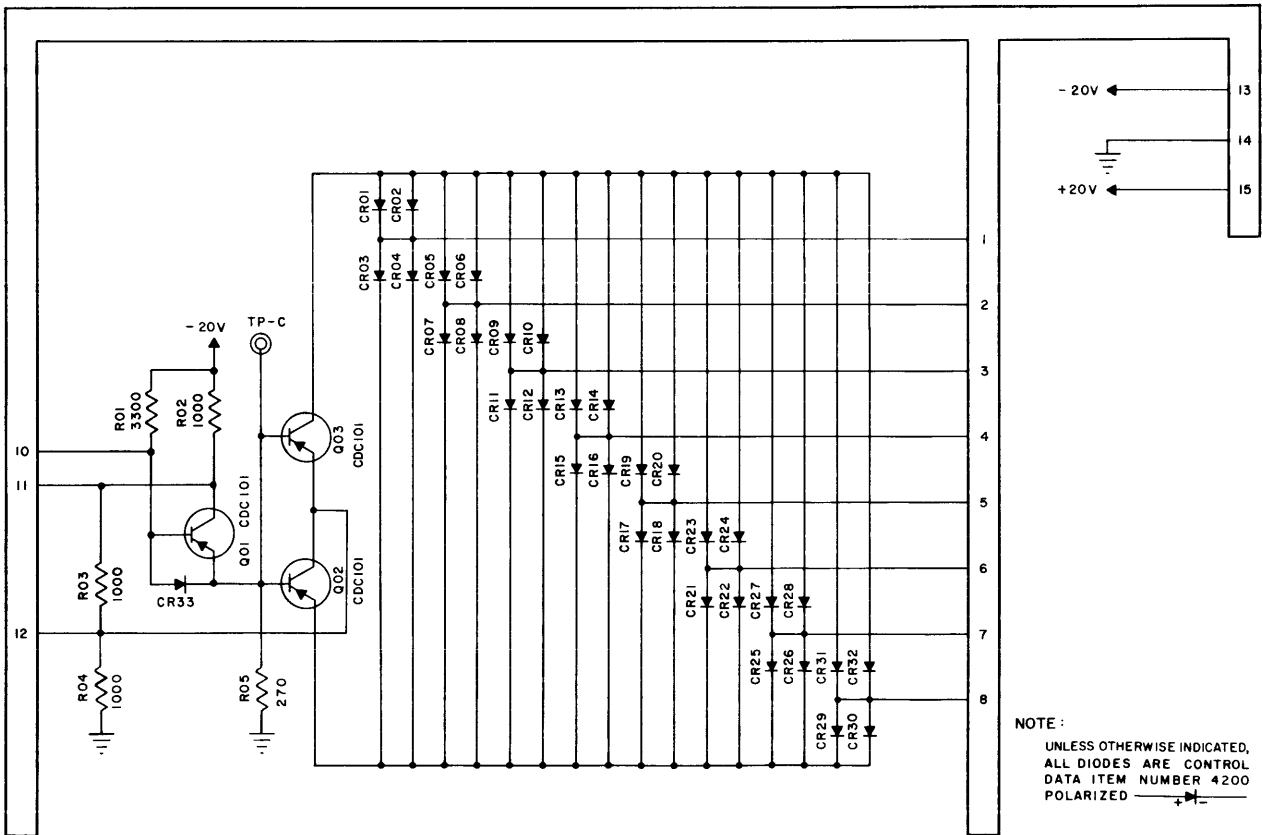 -20V
13
14
+20V
15
CR01
CR02
1
CR03
CR04
CR05
CR06
2
-20V
TP-C
CR07
CR08
CR09
CR10
3
R01
3300
R02
1000
CR11
CR12
CR13
CR14
4
Q03
CDC101
10
CR15
CR16
CR19
CR20
11
5
CDC101
Q01
CR17
CR18
CR23
CR24
6
R03
1000
CR33
Q02
CDC101
CR21
CR22
CR27
CR28
12
7
R04
1000
R05
270
CR25
CR26
CR31
CR32
8
CR29
CR30
NOTE:
UNLESS OTHERWISE INDICATED,
ALL DIODES ARE CONTROL
DATA ITEM NUMBER 4200
POLARIZED + -